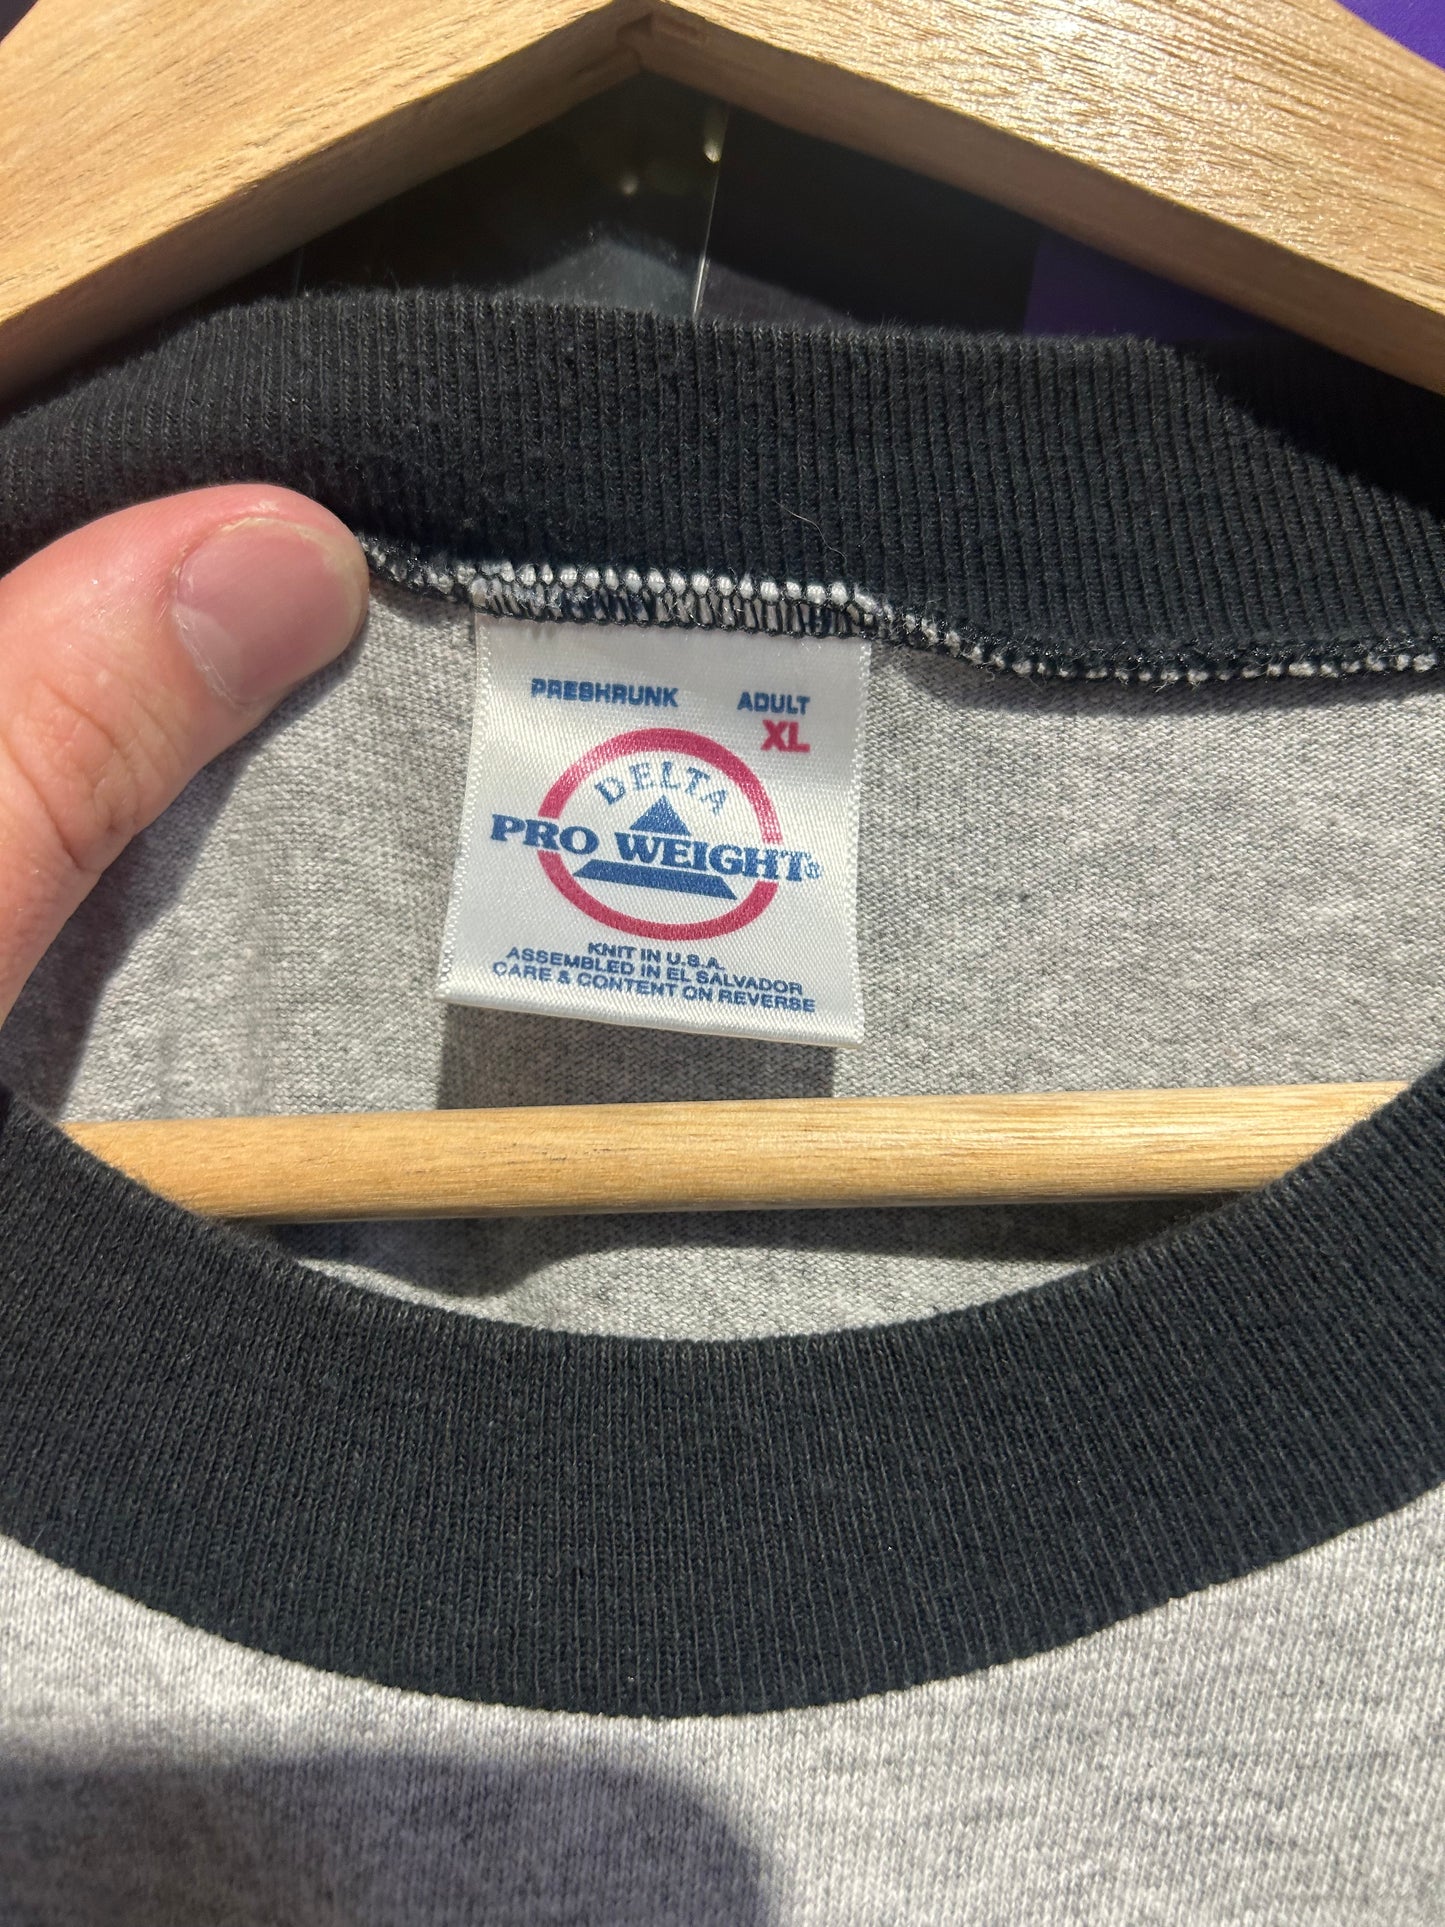 PRESHRUNK ADULT
XL
DELTA
PRO WEIGHT®
KNIT IN U.S.A.
ASSEMBLED IN EL SALVADOR
CARE & CONTENT ON REVERSE